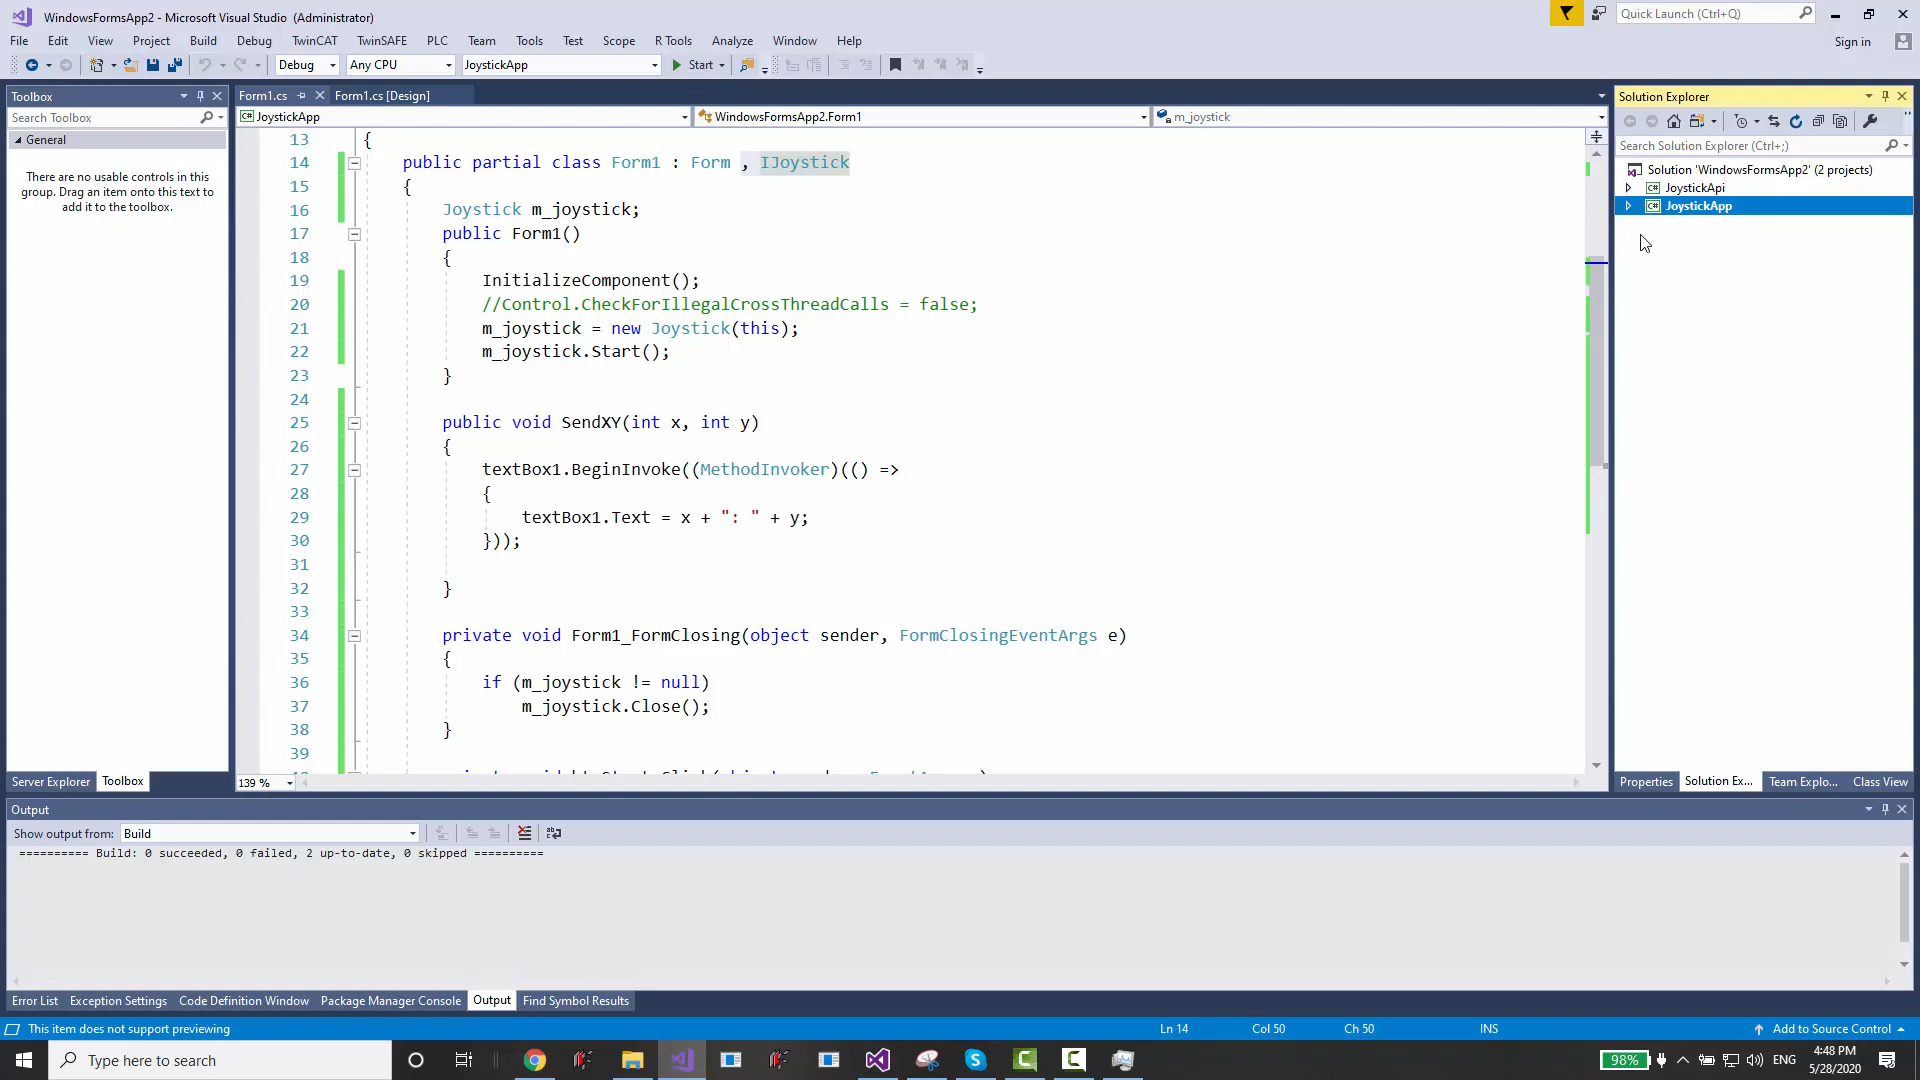 WindowsFormsApp2 - Microsoft Visual Studio (Administrator)
Quick Launch (Ctrl+Q)
File Edit View Project Build Debug TwinCAT TwinSAFE PLC Team Tools Test Scope R Tools Analyze Window Help
Sign in
Debug Any CPU JoystickApp Start
Toolbox
Search Toolbox
General
There are no usable controls in this
group. Drag an item onto this text to
add it to the toolbox.
Server Explorer Toolbox
Form1.cs Form1.cs [Design]
JoystickApp WindowsFormsApp2.Form1 m_joystick
13 {
14 public partial class Form1 : Form , IJoystick
15 {
16 Joystick m_joystick;
17 public Form1()
18 {
19 InitializeComponent();
20 //Control.CheckForIllegalCrossThreadCalls = false;
21 m_joystick = new Joystick(this);
22 m_joystick.Start();
23 }
24
25 public void SendXY(int x, int y)
26 {
27 textBox1.BeginInvoke((MethodInvoker)(() =>
28 {
29 textBox1.Text = x + ": " + y;
30 }));
31
32 }
33
34 private void Form1_FormClosing(object sender, FormClosingEventArgs e)
35 {
36 if (m_joystick != null)
37 m_joystick.Close();
38 }
39
139 %
Solution Explorer
Search Solution Explorer (Ctrl+;)
Solution 'WindowsFormsApp2' (2 projects)
JoystickApi
JoystickApp
Properties Solution Ex... Team Explo... Class View
Output
Show output from: Build
========== Build: 0 succeeded, 0 failed, 2 up-to-date, 0 skipped ==========
Error List Exception Settings Code Definition Window Package Manager Console Output Find Symbol Results
This item does not support previewing Ln 14 Col 50 Ch 50 INS Add to Source Control
Type here to search
98% ENG
4:48 PM
5/28/2020